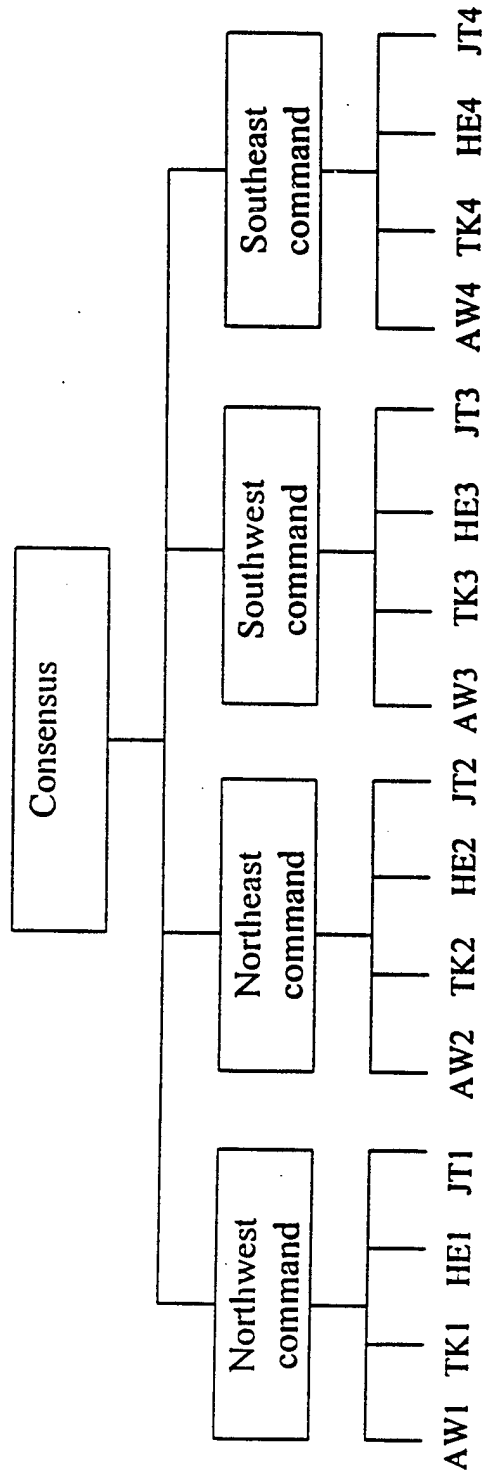 Consensus
Northwest
command
Northeast
command
Southwest
command
Southeast
command
AW1 TK1 HE1 JT1 AW2 TK2 HE2 JT2 AW3 TK3 HE3 JT3 AW4 TK4 HE4 JT4